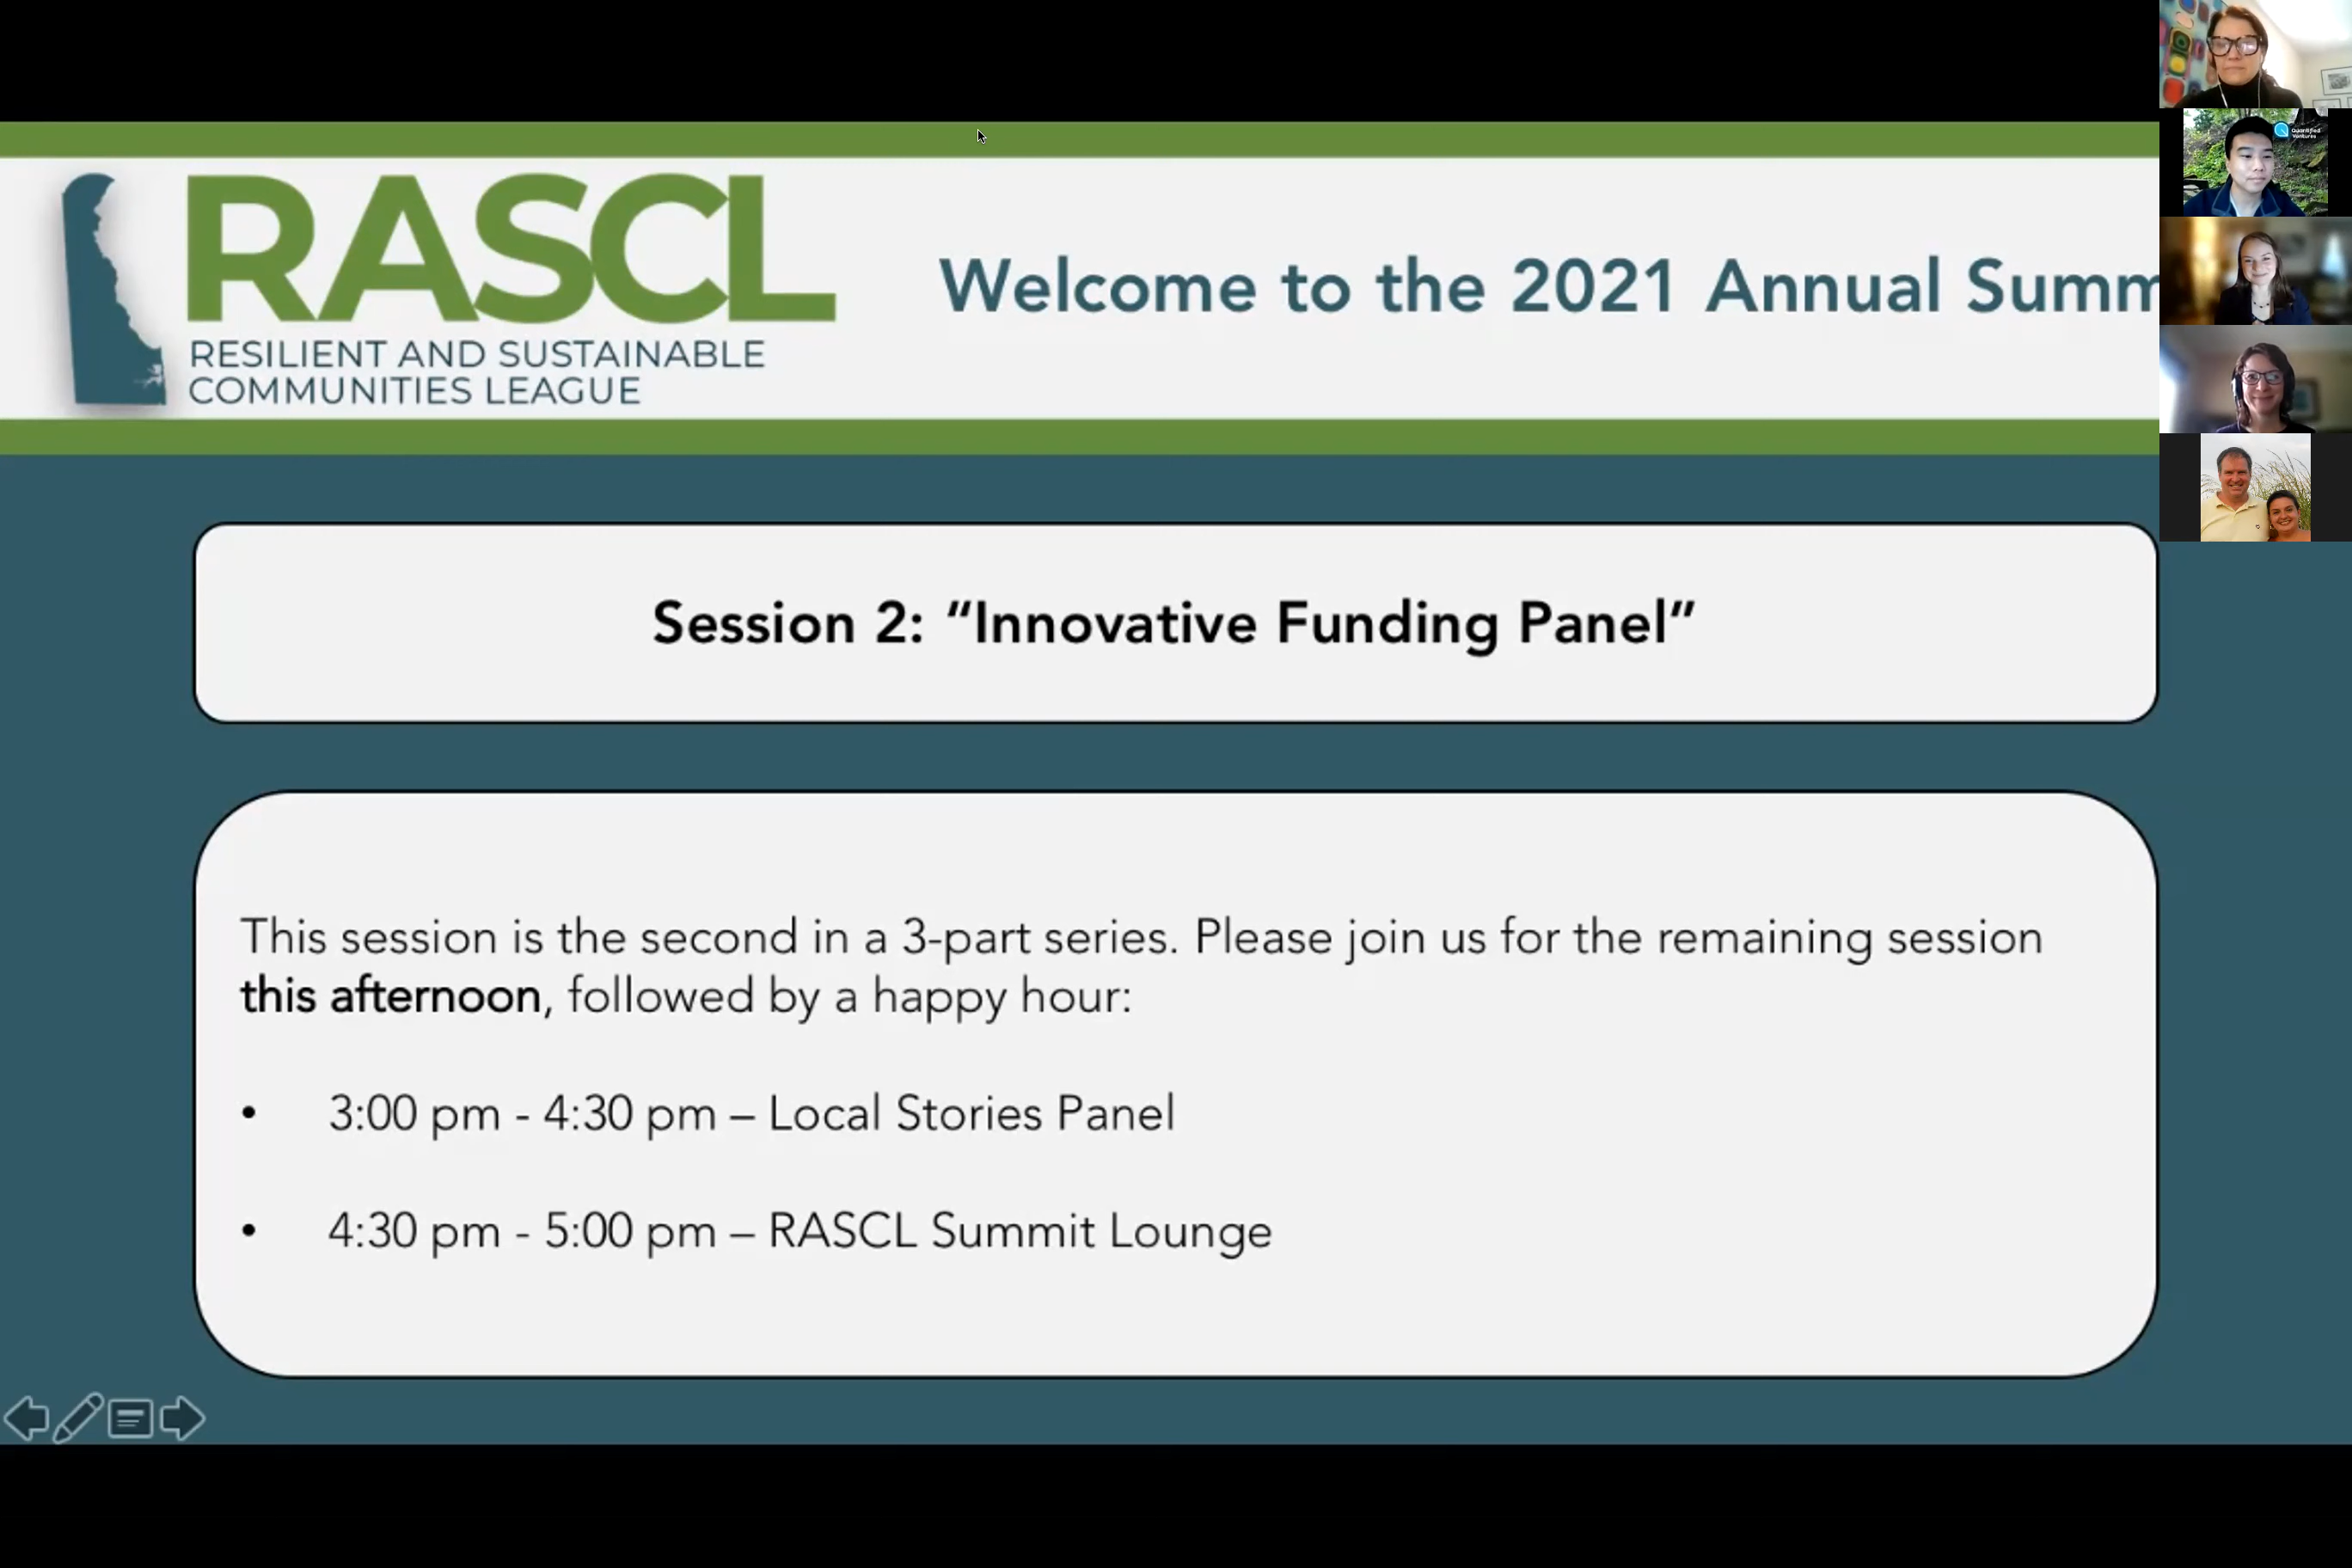 RASCL
RESILIENT AND SUSTAINABLE
COMMUNITIES LEAGUE
Welcome to the 2021 Annual Summ
Quantified
Ventures
Session 2: “Innovative Funding Panel”
This session is the second in a 3-part series. Please join us for the remaining session
this afternoon, followed by a happy hour:
• 3:00 pm - 4:30 pm – Local Stories Panel
• 4:30 pm - 5:00 pm – RASCL Summit Lounge